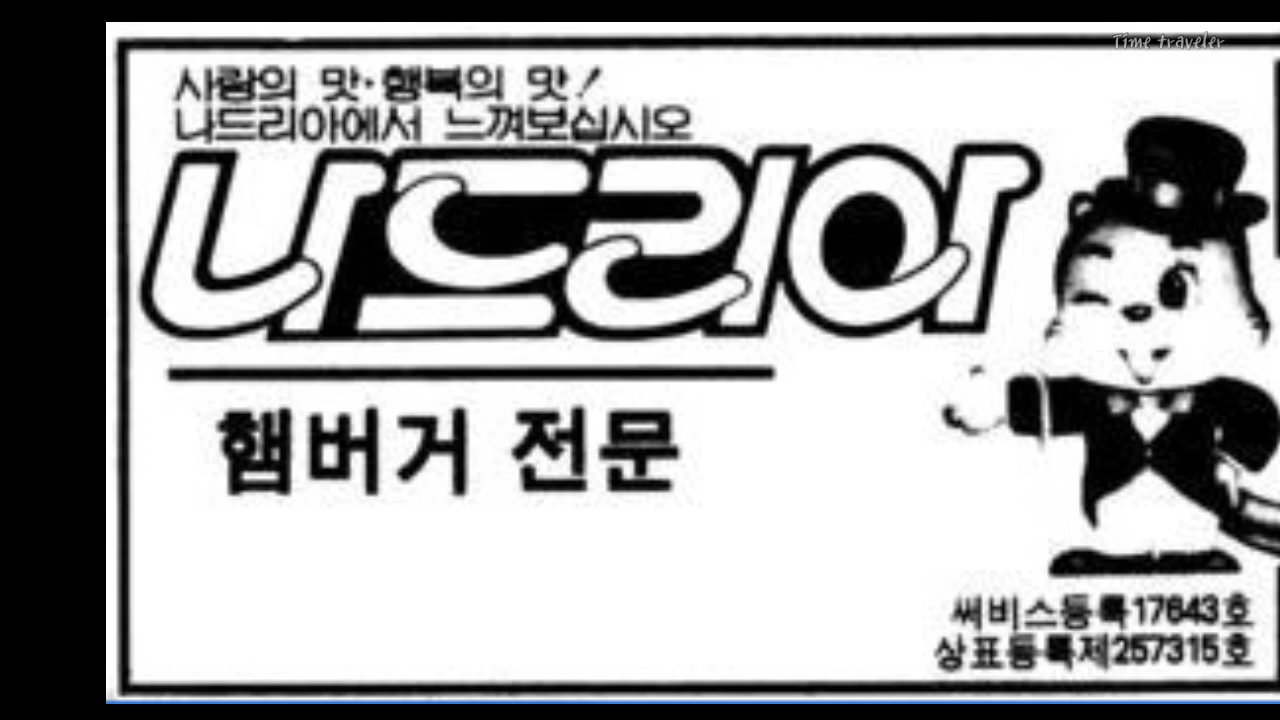 Time traveler
사람의 맛·행복의 맛!
나드리아에서 느껴보십시오
나드리아
햄버거 전문
써비스등록17643호
상표등록제257315호